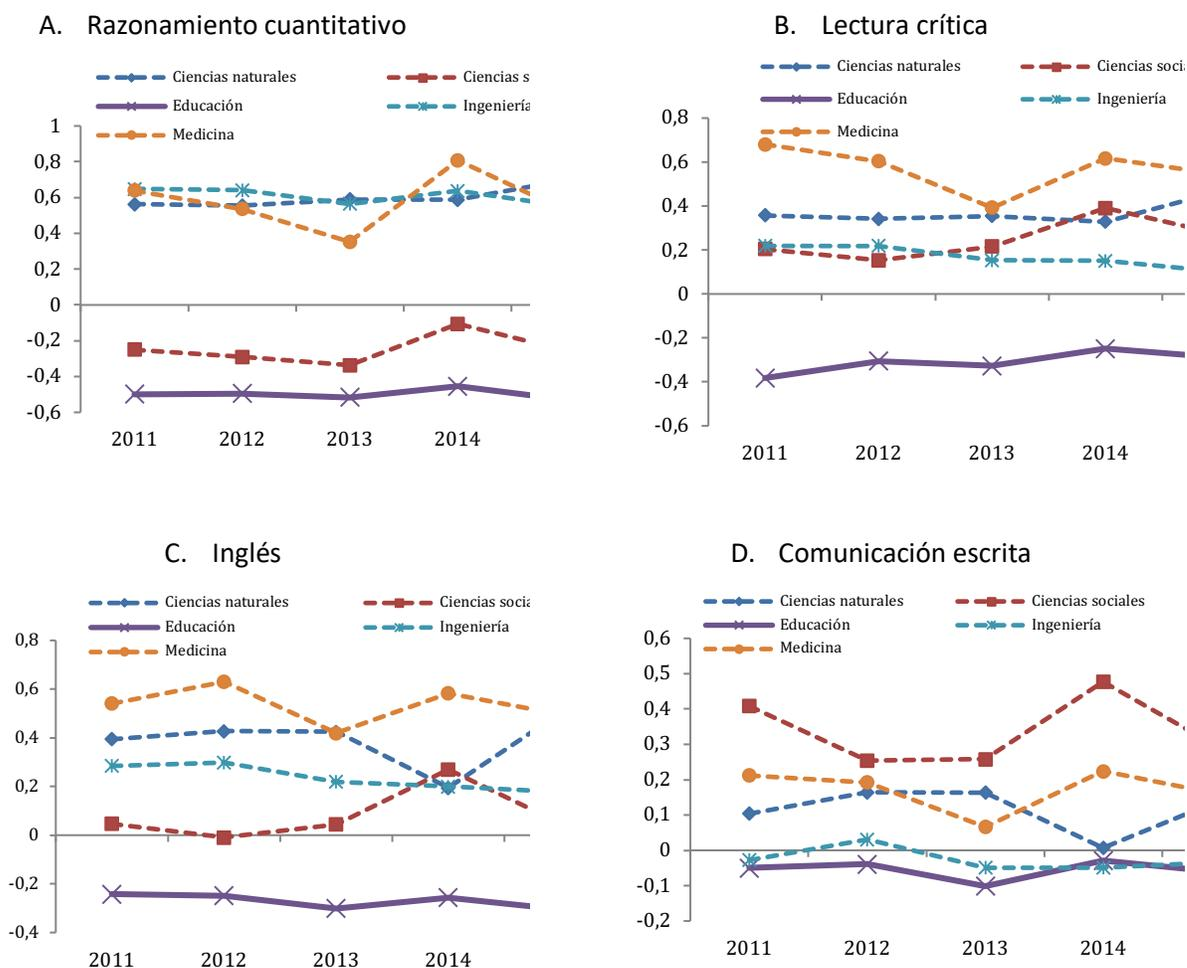 A. Razonamiento cuantitativo
Ciencias naturales
Ciencias s
Educación
Ingeniería
Medicina
1
0,8
0,6
0,4
0,2
0
-0,2
-0,4
-0,6
2011 2012 2013 2014
B. Lectura crítica
Ciencias naturales
Ciencias socia
Educación
Ingeniería
Medicina
0,8
0,6
0,4
0,2
0
-0,2
-0,4
-0,6
2011 2012 2013 2014
C. Inglés
Ciencias naturales
Ciencias socia
Educación
Ingeniería
Medicina
0,8
0,6
0,4
0,2
0
-0,2
-0,4
2011 2012 2013 2014
D. Comunicación escrita
Ciencias naturales
Ciencias sociales
Educación
Ingeniería
Medicina
0,6
0,5
0,4
0,3
0,2
0,1
0
-0,1
-0,2
2011 2012 2013 2014